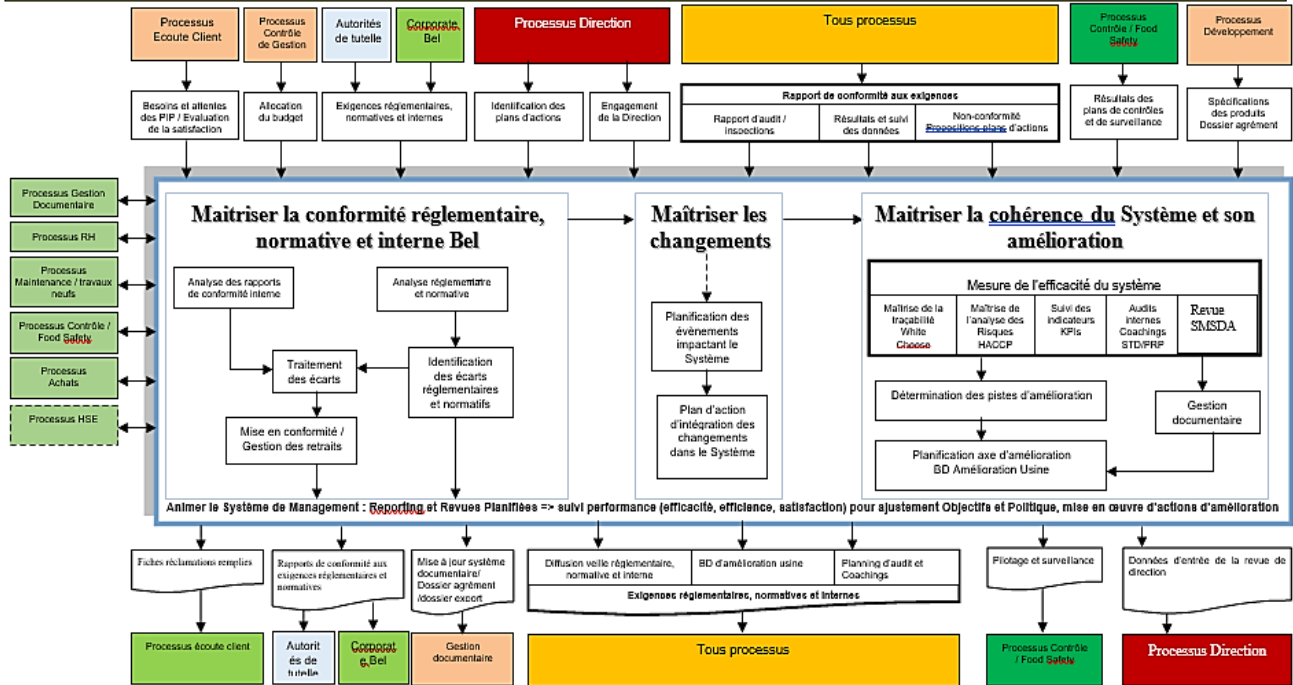 Processus
Ecoute Client
Processus
Contrôle
de Gestion
Autorités
de tutelle
Corporate
Bel
Processus Direction
Tous processus
Processus
Contrôle / Food
Safety
Processus
Développement
Besoins et attentes
des PIP / Evaluation
de la satisfaction
Allocation
du budget
Exigences réglementaires,
normatives et internes
Identification des
plans d'actions
Engagement
de la Direction
Rapport de conformité aux exigences
Rapport d'audit /
inspections
Résultats et suivi
des données
Non-conformité
Propositions plans d'actions
Résultats des
plans de contrôles
et de surveillance
Spécifications
des produits
Dossier agrément
Processus Gestion
Documentaire
Processus RH
Processus
Maintenance / travaux
neufs
Processus Contrôle /
Food Safety
Processus
Achats
Processus HSE
Maitriser la conformité réglementaire,
normative et interne Bel
Analyse des rapports
de conformité interne
Analyse réglementaire
et normative
Traitement
des écarts
Identification
des écarts
réglementaires
et normatifs
Mise en conformité /
Gestion des retraits
Maîtriser les
changements
Planification des
évènements
impactant le
Système
Plan d'action
d'intégration des
changements
dans le Système
Maitriser la cohérence du Système et son
amélioration
Mesure de l'efficacité du système
Maîtrise de la
traçabilité
White
Cheese
Maîtrise de
l'analyse des
Risques
HACCP
Suivi des
indicateurs
KPIs
Audits
internes
Coachings
STD/PRP
Revue
SMSDA
Détermination des pistes d'amélioration
Gestion
documentaire
Planification axe d'amélioration
BD Amélioration Usine
Animer le Système de Management : Reporting et Revues Planifiées => suivi performance (efficacité, efficience, satisfaction) pour ajustement Objectifs et Politique, mise en œuvre d'actions d'amélioration
Fiches réclamations remplies
Rapports de conformité aux
exigences réglementaires et
normatives
Mise à jour système
documentaire/
Dossier agrément
/dossier export
Diffusion veille réglementaire,
normative et interne
BD d'amélioration usine
Planning d'audit et
Coachings
Exigences réglementaires, normatives et internes
Pilotage et surveillance
Données d'entrée de la revue de
direction
Processus écoute client
Autorit
és de
tutelle
Corporat
e Bel
Gestion
documentaire
Tous processus
Processus Contrôle
/ Food Safety
Processus Direction